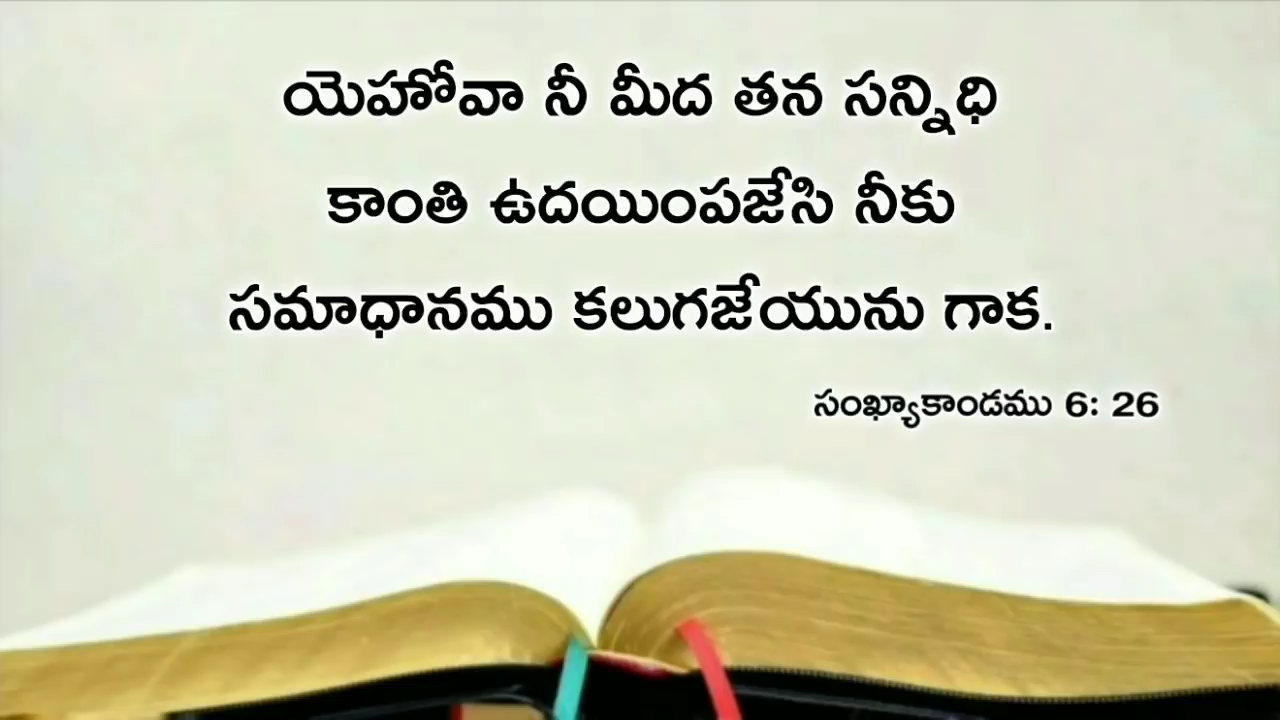 యెహోవా నీ మీద తన సన్నిధి
కాంతి ఉదయింపజేసి నీకు
సమాధానము కలుగజేయును గాక.
సంఖ్యాకాండము 6: 26